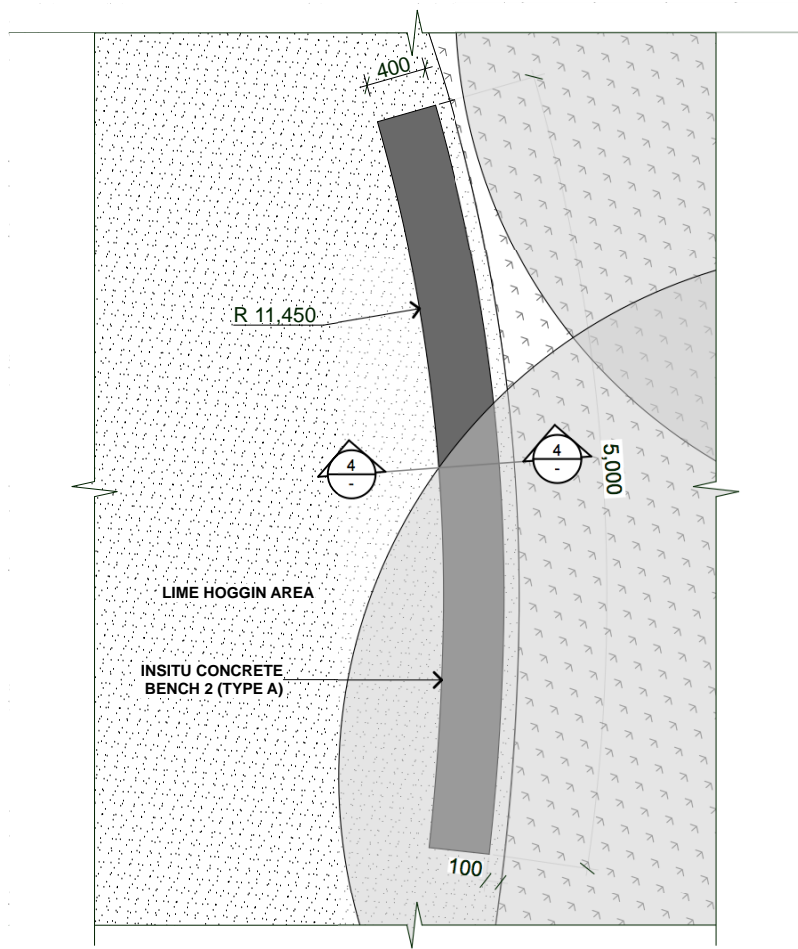 400
R 11,450
4
-
4
-
5,000
LIME HOGGIN AREA
INSITU CONCRETE
BENCH 2 (TYPE A)
100